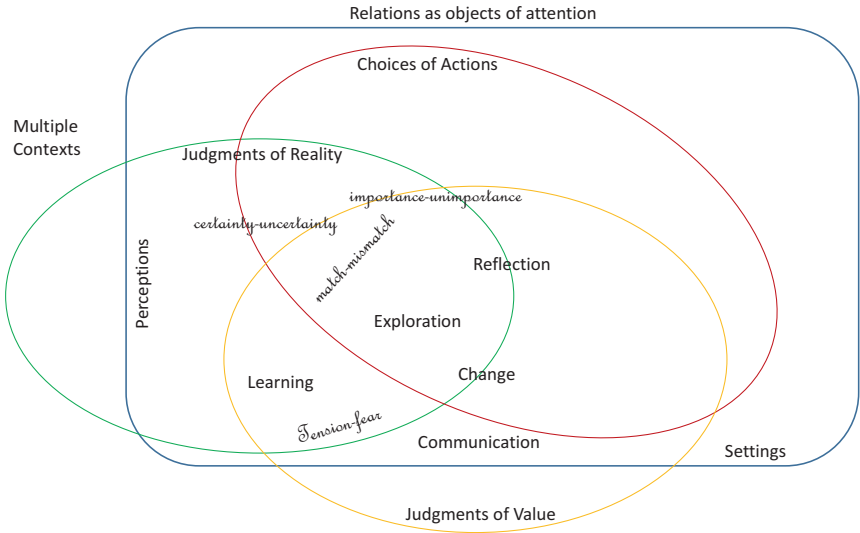 Relations as objects of attention
Choices of Actions
Multiple
Contexts
Judgments of Reality
importance-unimportance
certainty-uncertainty
match-mismatch
Perceptions
Reflection
Exploration
Learning
Change
Tension-fear
Communication
Settings
Judgments of Value